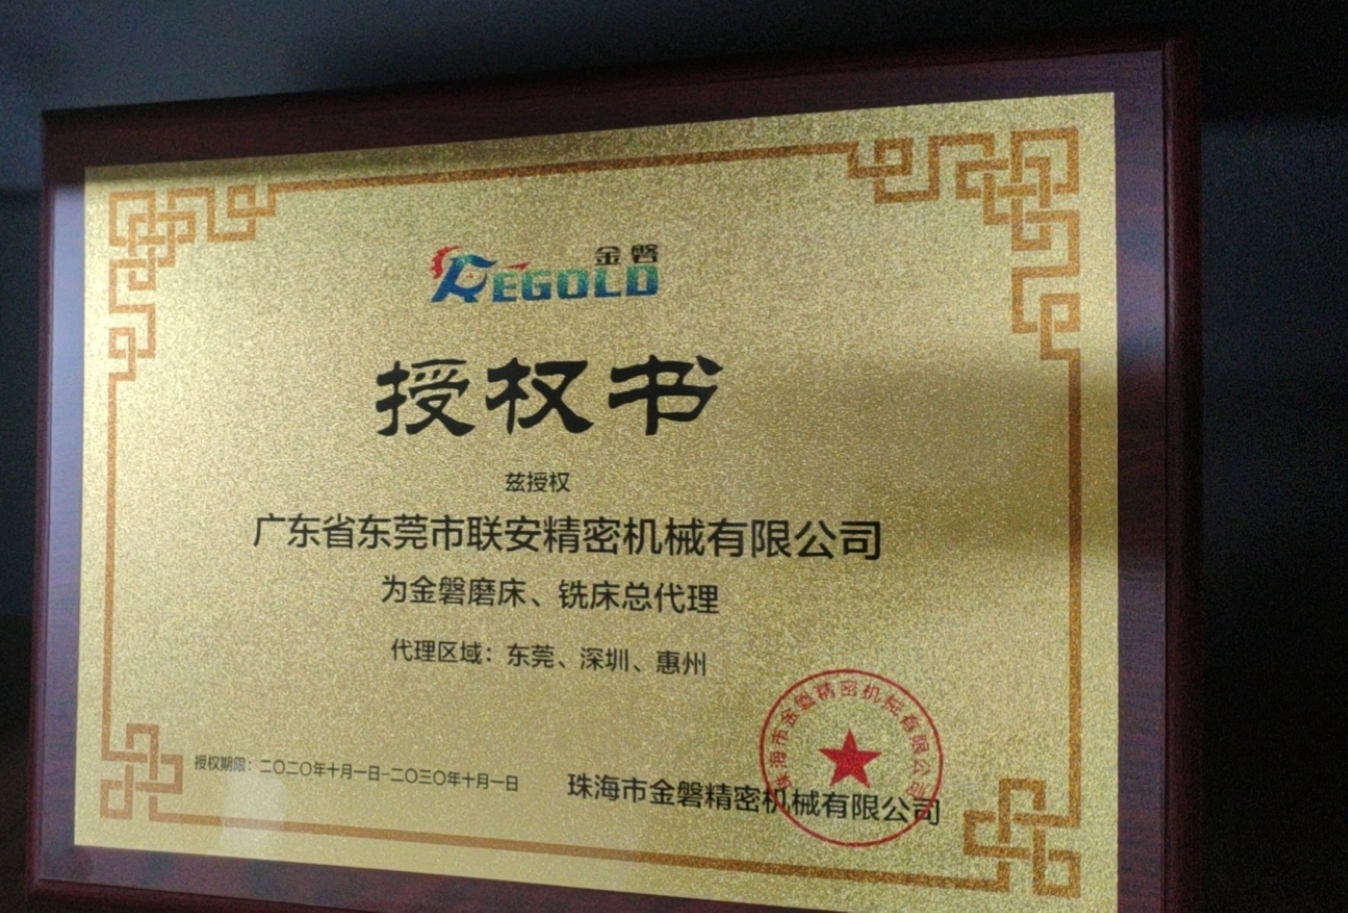 金磐
REGOLD
授权书
兹授权
广东省东莞市联安精密机械有限公司
为金磐磨床、铣床总代理
代理区域：东莞、深圳、惠州
授权期限：二〇二〇年十月一日-二〇三〇年十月一日
珠海市金磐精密机械有限公司
珠海市金磐精密机械有限公司